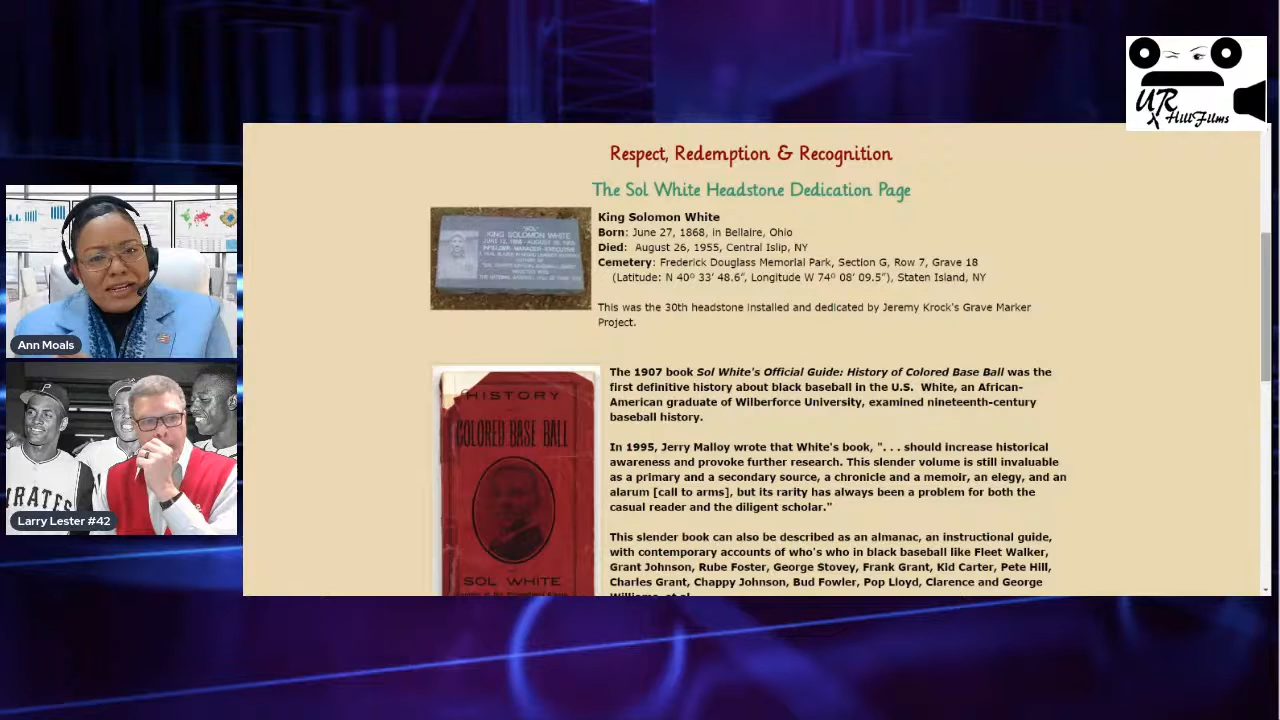 UR
HillFilms
Respect, Redemption & Recognition
The Sol White Headstone Dedication Page
"SOL"
KING SOLOMON WHITE
King Solomon White
Born: June 27, 1868, in Bellaire, Ohio
Died: August 26, 1955, Central Islip, NY
Cemetery: Frederick Douglass Memorial Park, Section G, Row 7, Grave 18
(Latitude: N 40º 33' 48.6”, Longitude W 74º 08' 09.5”), Staten Island, NY
This was the 30th headstone installed and dedicated by Jeremy Krock's Grave Marker
Project.
HISTORY
COLORED BASE BALL
SOL WHITE
The 1907 book Sol White's Official Guide: History of Colored Base Ball was the
first definitive history about black baseball in the U.S. White, an African-
American graduate of Wilberforce University, examined nineteenth-century
baseball history.
In 1995, Jerry Malloy wrote that White's book, ". . . should increase historical
awareness and provoke further research. This slender volume is still invaluable
as a primary and a secondary source, a chronicle and a memoir, an elegy, and an
alarum [call to arms], but its rarity has always been a problem for both the
casual reader and the diligent scholar."
This slender book can also be described as an almanac, an instructional guide,
with contemporary accounts of who's who in black baseball like Fleet Walker,
Grant Johnson, Rube Foster, George Stovey, Frank Grant, Kid Carter, Pete Hill,
Charles Grant, Chappy Johnson, Bud Fowler, Pop Lloyd, Clarence and George
Williams, et al
Ann Moals
IRATES
Larry Lester #42